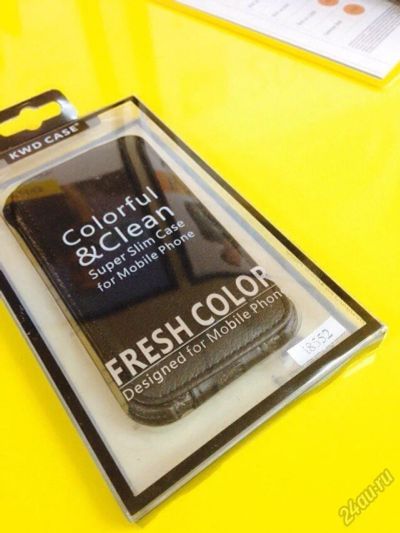 KWD CASE
Colorful
&Clean
Super Slim Case
for Mobile Phone
FRESH COLOR
Designed for Mobile Phon
i8552
24au.ru